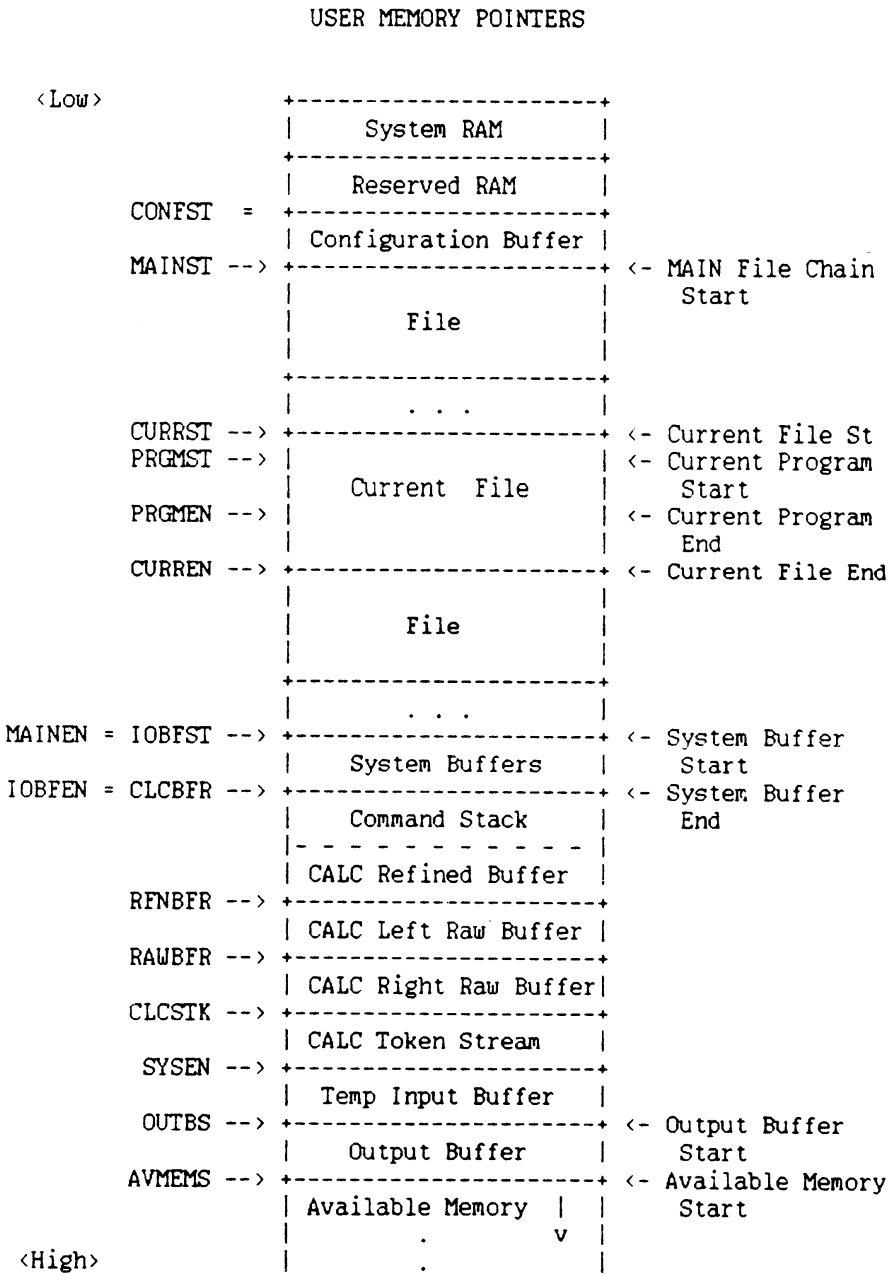 USER MEMORY POINTERS
<Low> +----------------------+
| System RAM |
+----------------------+
| Reserved RAM |
CONFST = +----------------------+
| Configuration Buffer |
MAINST --> +----------------------+ <- MAIN File Chain
| | Start
| File |
| |
+----------------------+
| . . . |
CURRST --> +----------------------+ <- Current File St
PRGMST --> | | <- Current Program
| Current File | Start
PRGMEN --> | | <- Current Program
| | End
CURREN --> +----------------------+ <- Current File End
| |
| File |
| |
+----------------------+
| . . . |
MAINEN = IOBFST --> +----------------------+ <- System Buffer
| System Buffers | Start
IOBFEN = CLCBFR --> +----------------------+ <- System Buffer
| Command Stack | End
|- - - - - - - - - - - |
| CALC Refined Buffer |
RFNBFR --> +----------------------+
| CALC Left Raw Buffer |
RAWBFR --> +----------------------+
| CALC Right Raw Buffer|
CLCSTK --> +----------------------+
| CALC Token Stream |
SYSEN --> +----------------------+
| Temp Input Buffer |
OUTBS --> +----------------------+ <- Output Buffer
| Output Buffer | Start
AVMEMS --> +----------------------+ <- Available Memory
| Available Memory | | Start
| . v |
<High> | . |